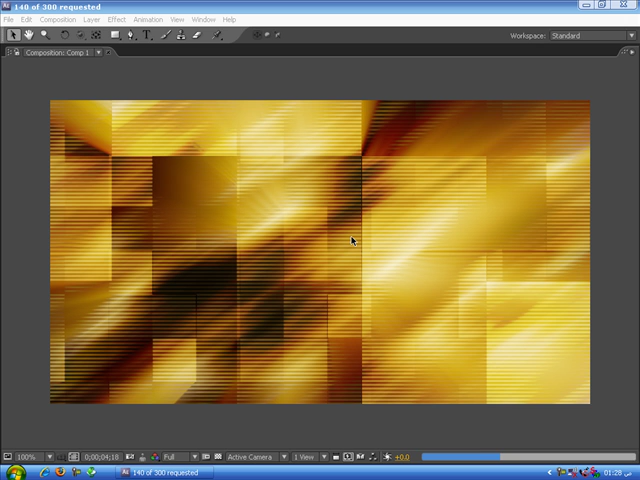 140 of 300 requested
File Edit Composition Layer Effect Animation View Window Help
Workspace: Standard
Composition: Comp 1
100% 0;00;04;18 Full Active Camera 1 View +0.0
140 of 300 requested 01:28 ص